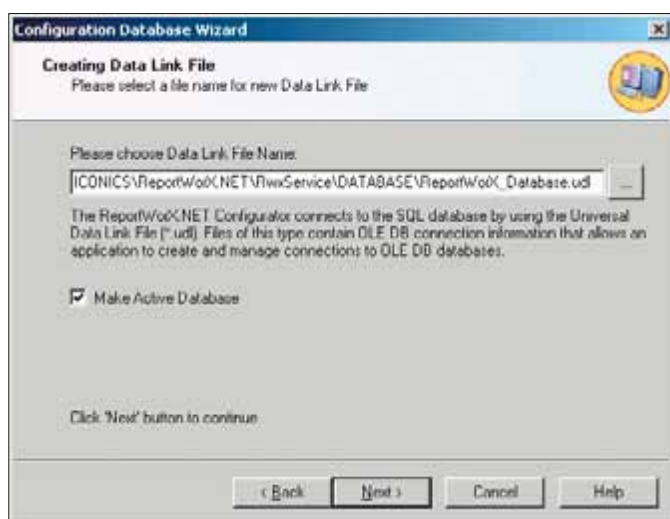 Configuration Database Wizard
Creating Data Link File
Please select a file name for new Data Link File
Please choose Data Link File Name:
ICONICS\ReportWorX.NET\RwxService\DATABASE\ReportWorX_Database.udl
...
The ReportWorX.NET Configurator connects to the SQL database by using the Universal
Data Link File (*.udl). Files of this type contain OLE DB connection information that allows an
application to create and manage connections to OLE DB databases.
Make Active Database
Click 'Next' button to continue
< Back
Next >
Cancel
Help